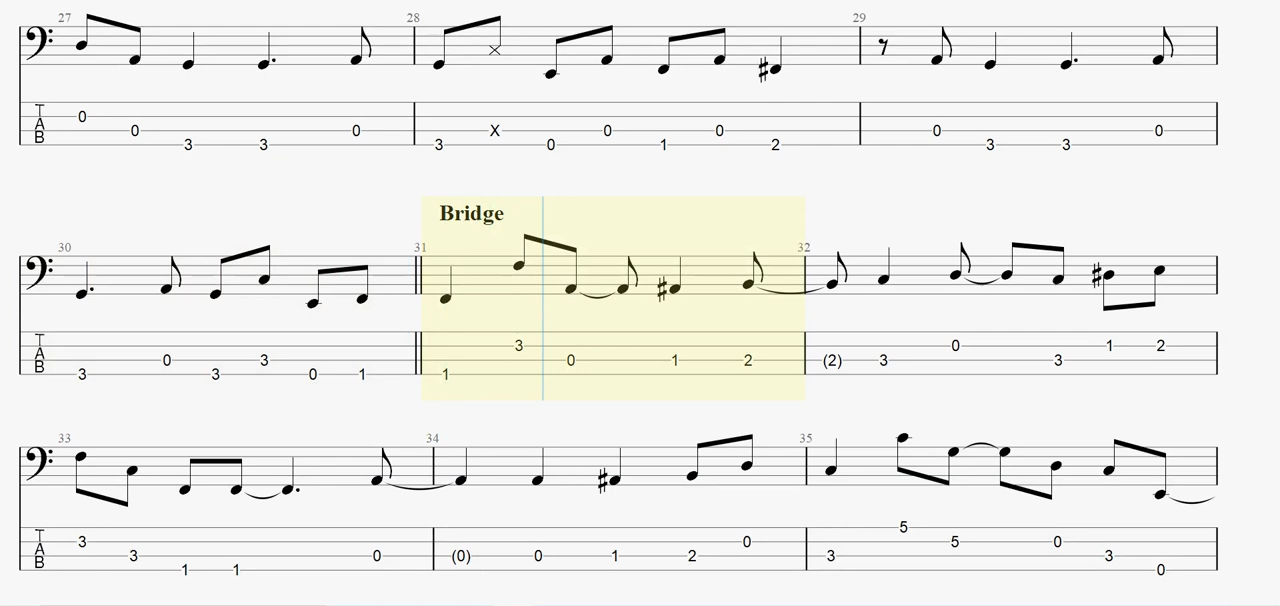 27 28 29
T 0
A 0 0 X 0 0 0 0
B 3 3 3 0 1 2 3 3
Bridge
30 31 32
T 3 0 1 2
A 0 3 0 1 2 (2) 3 3
B 3 3 0 1 1
33 34 35
T 5
A 3 0 5 0
B 3 0 (0) 0 1 2 3 3
1 1 0